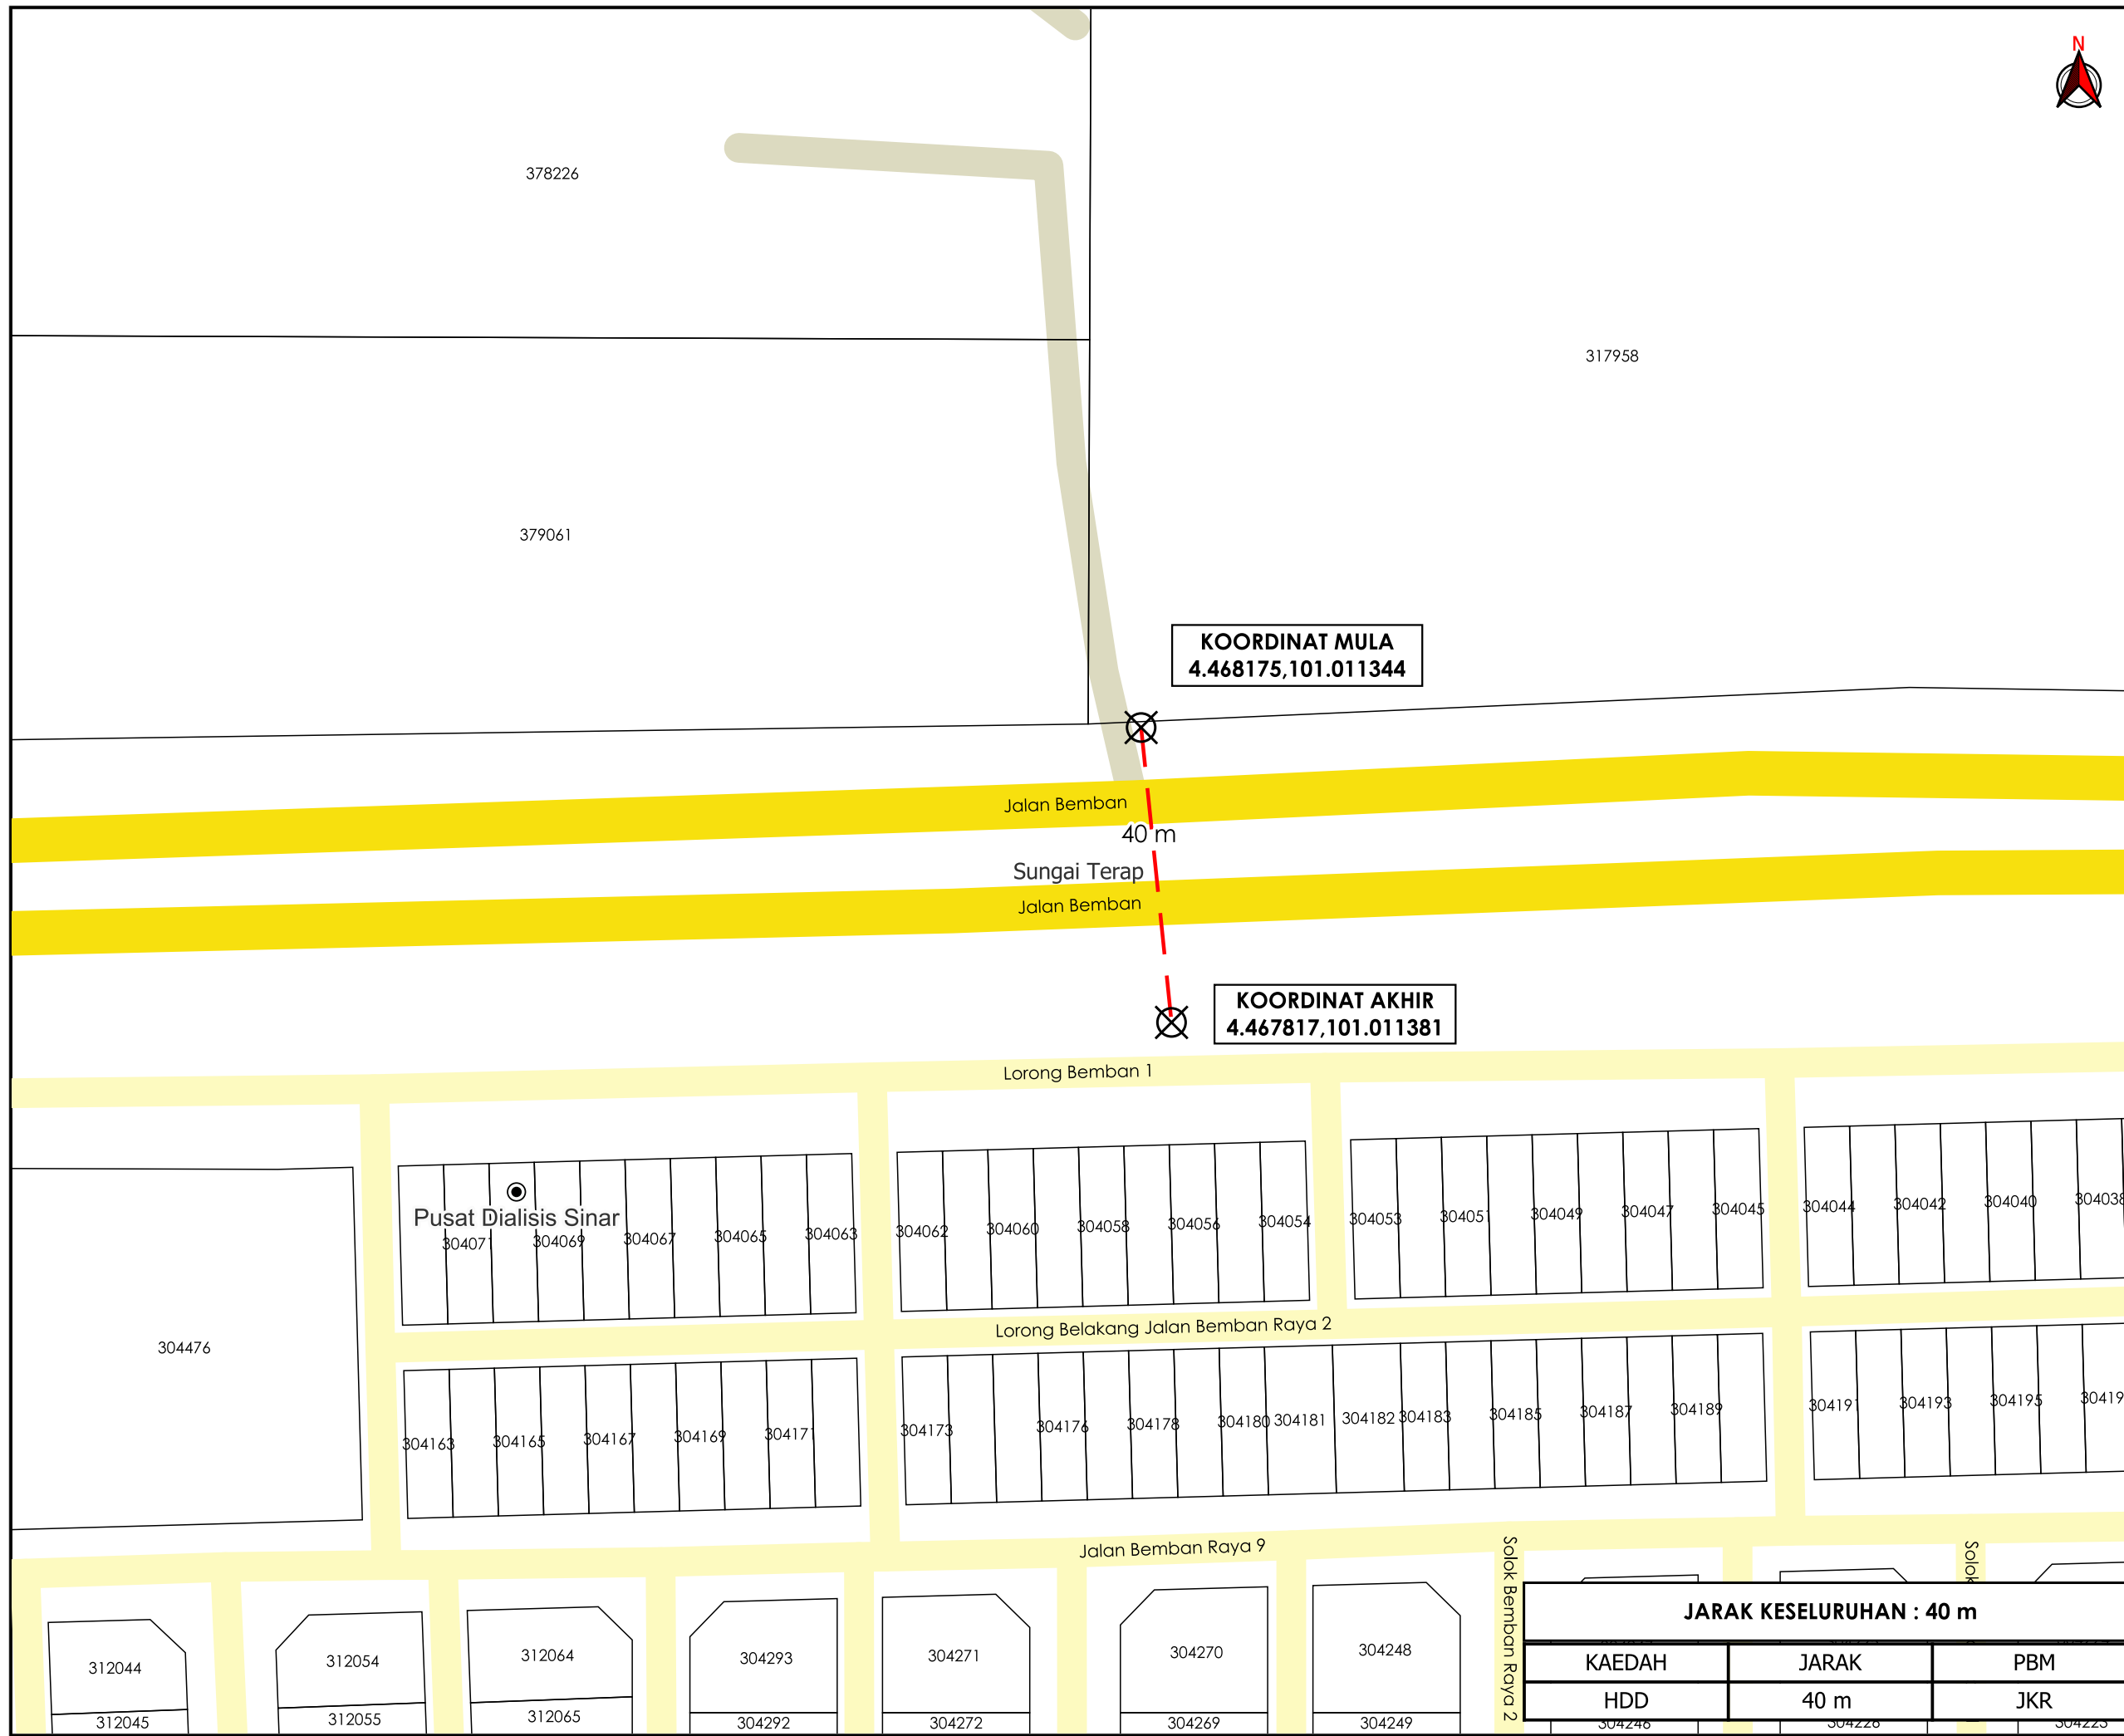 N
378226
317958
379061
KOORDINAT MULA
4.468175,101.011344
Jalan Bemban
40 m
Sungai Terap
Jalan Bemban
KOORDINAT AKHIR
4.467817,101.011381
Lorong Bemban 1
Pusat Dialisis Sinar
304071 304069 304067 304065 304063 304062 304060 304058 304056 304054 304053 304051 304049 304047 304045 304044 304042 304040 304038
Lorong Belakang Jalan Bemban Raya 2
304476
304163 304165 304167 304169 304171 304173 304176 304178 304180 304181 304182 304183 304185 304187 304189 304191 304193 304195 30419
Jalan Bemban Raya 9
Solok Bemban Raya 2
Solok
312044 312054 312064 304293 304271 304270 304248
312045 312055 312065 304292 304272 304269 304249 304246 304226 304223
JARAK KESELURUHAN : 40 m
KAEDAH JARAK PBM
HDD 40 m JKR